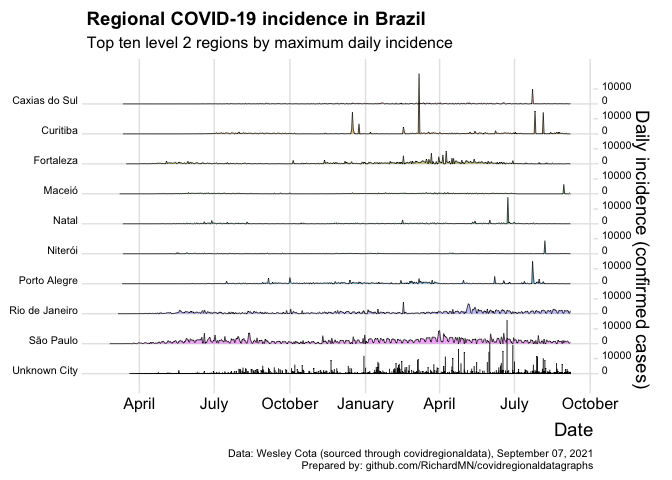 Regional COVID-19 incidence in Brazil
Top ten level 2 regions by maximum daily incidence
Caxias do Sul
10000
0
Curitiba
10000
0
Fortaleza
10000
0
Maceió
10000
0
Natal
10000
0
Niterói
10000
0
Porto Alegre
10000
0
Rio de Janeiro
10000
0
São Paulo
10000
0
Unknown City
10000
0
Daily incidence (confirmed cases)
April July October January April July October
Date
Data: Wesley Cota (sourced through covidregionaldata), September 07, 2021
Prepared by: github.com/RichardMN/covidregionaldatagraphs